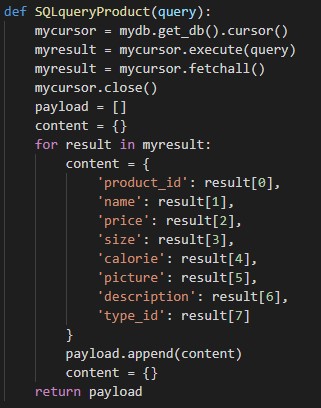 def SQLqueryProduct(query):
    mycursor = mydb.get_db().cursor()
    myresult = mycursor.execute(query)
    myresult = mycursor.fetchall()
    mycursor.close()
    payload = []
    content = {}
    for result in myresult:
        content = {
            'product_id': result[0],
            'name': result[1],
            'price': result[2],
            'size': result[3],
            'calorie': result[4],
            'picture': result[5],
            'description': result[6],
            'type_id': result[7]
        }
        payload.append(content)
        content = {}
    return payload